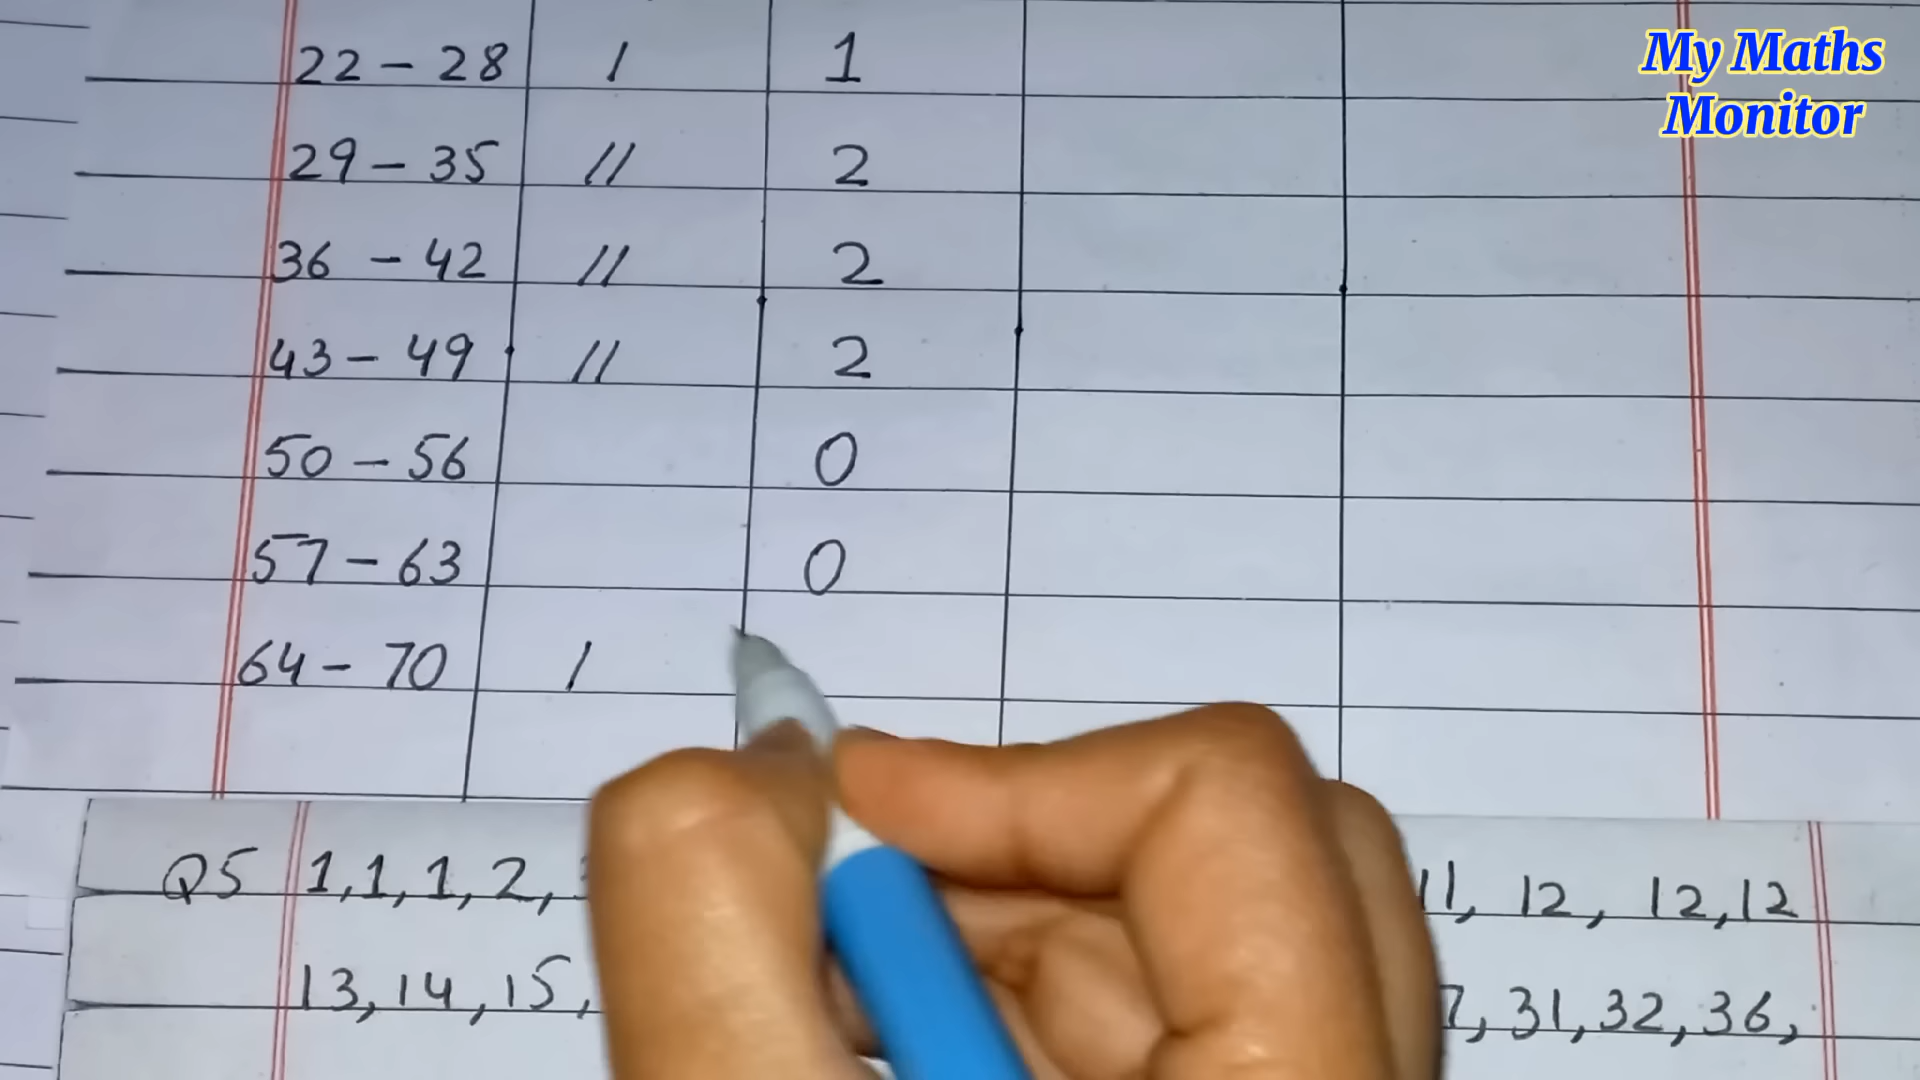 My Maths
Monitor
22 - 28 / 1
29 - 35 // 2
36 - 42 // 2
43 - 49 // 2
50 - 56 0
57 - 63 0
64 - 70 /
Q5 1,1,1,2, 11, 12, 12,12
13,14,15, 7,31,32,36,